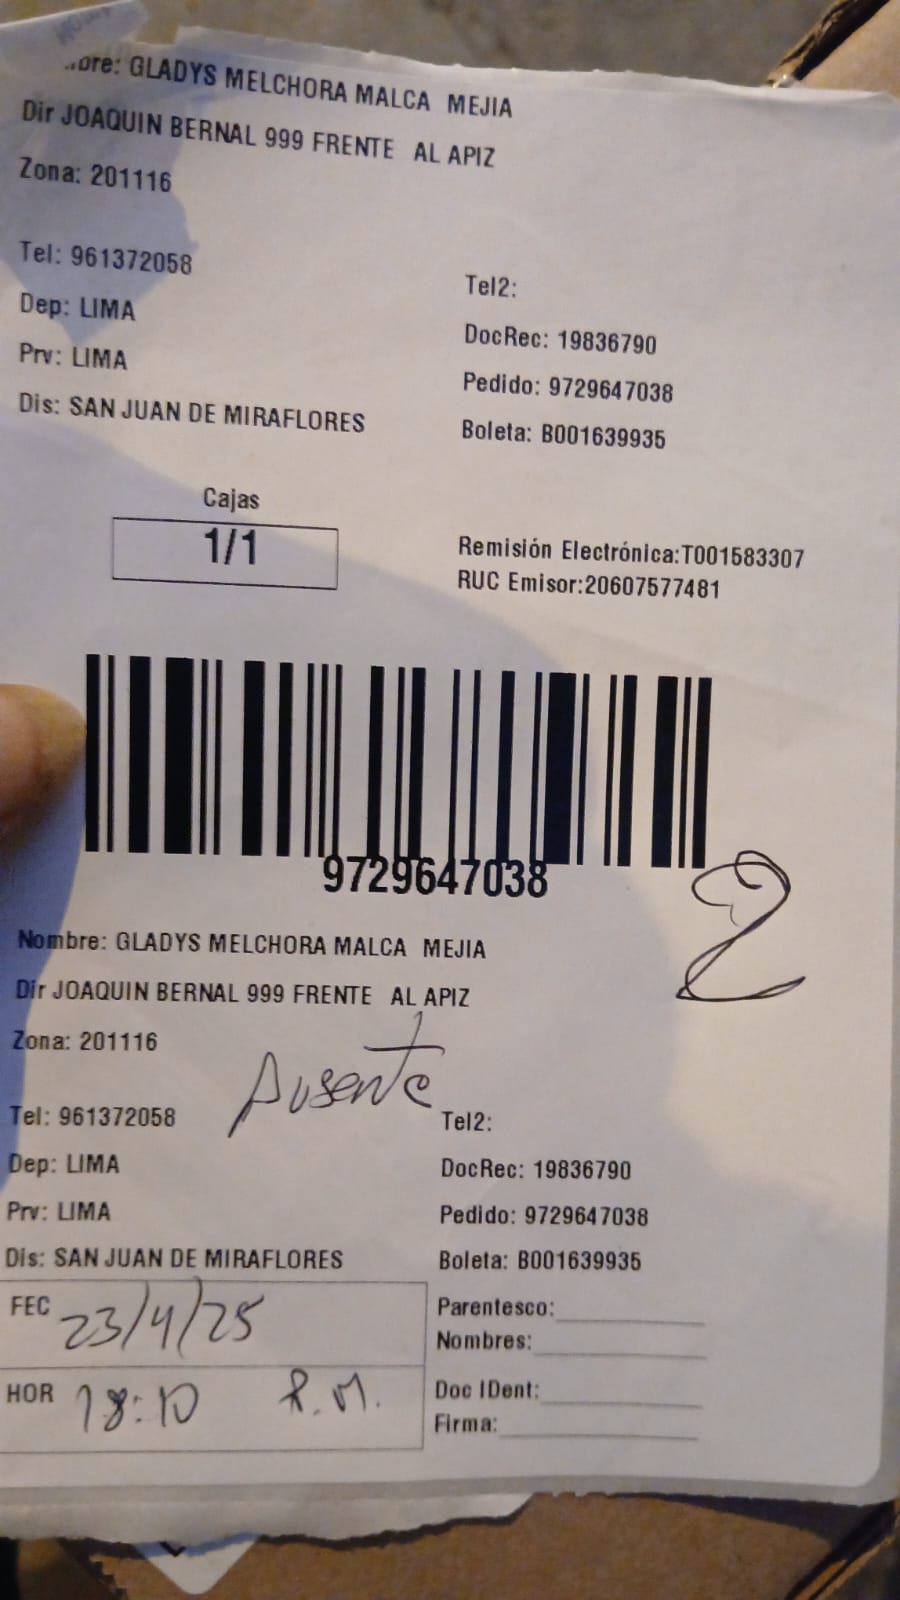 bre: GLADYS MELCHORA MALCA MEJIA
Dir JOAQUIN BERNAL 999 FRENTE AL APIZ
Zona: 201116
Tel: 961372058
Tel2:
Dep: LIMA
DocRec: 19836790
Prv: LIMA
Pedido: 9729647038
Dis: SAN JUAN DE MIRAFLORES
Boleta: B001639935
Cajas
1/1
Remisión Electrónica:T001583307
RUC Emisor:20607577481
9729647038
2
Nombre: GLADYS MELCHORA MALCA MEJIA
Dir JOAQUIN BERNAL 999 FRENTE AL APIZ
Zona: 201116
Ausente
Tel: 961372058
Tel2:
Dep: LIMA
DocRec: 19836790
Prv: LIMA
Pedido: 9729647038
Dis: SAN JUAN DE MIRAFLORES
Boleta: B001639935
FEC 23/4/25
Parentesco:
Nombres:
HOR 18:10 P.M.
Doc IDent:
Firma: